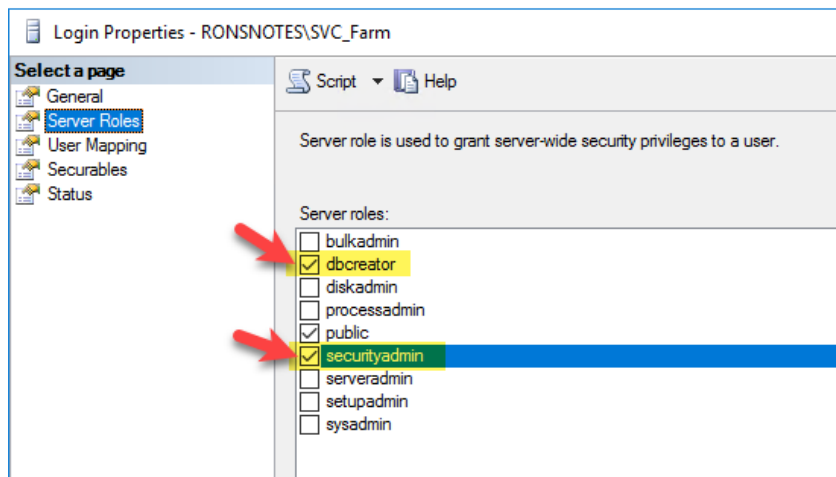 Login Properties - RONSNOTES\SVC_Farm
Select a page
General
Server Roles
User Mapping
Securables
Status
Script
Help
Server role is used to grant server-wide security privileges to a user.
Server roles:
bulkadmin
dbcreator
diskadmin
processadmin
public
securityadmin
serveradmin
setupadmin
sysadmin